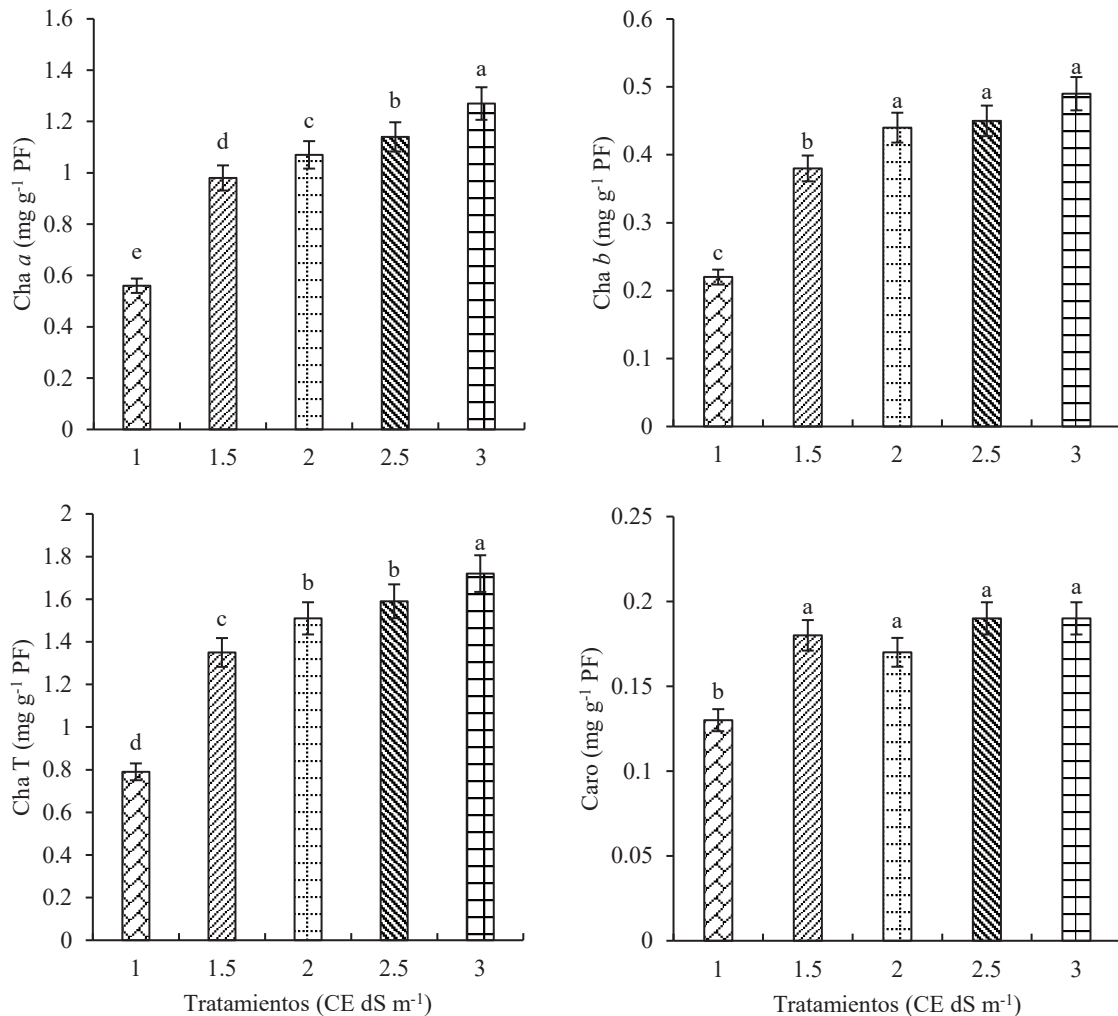 1.6
1.4
1.2
1
0.8
0.6
0.4
0.2
0
Cha a (mg g-1 PF)
e
d
c
b
a
1 1.5 2 2.5 3
0.6
0.5
0.4
0.3
0.2
0.1
0
Cha b (mg g-1 PF)
c
b
a
a
a
1 1.5 2 2.5 3
2
1.8
1.6
1.4
1.2
1
0.8
0.6
0.4
0.2
0
Cha T (mg g-1 PF)
d
c
b
b
a
1 1.5 2 2.5 3
Tratamientos (CE dS m-1)
0.25
0.2
0.15
0.1
0.05
0
Caro (mg g-1 PF)
b
a
a
a
a
1 1.5 2 2.5 3
Tratamientos (CE dS m-1)